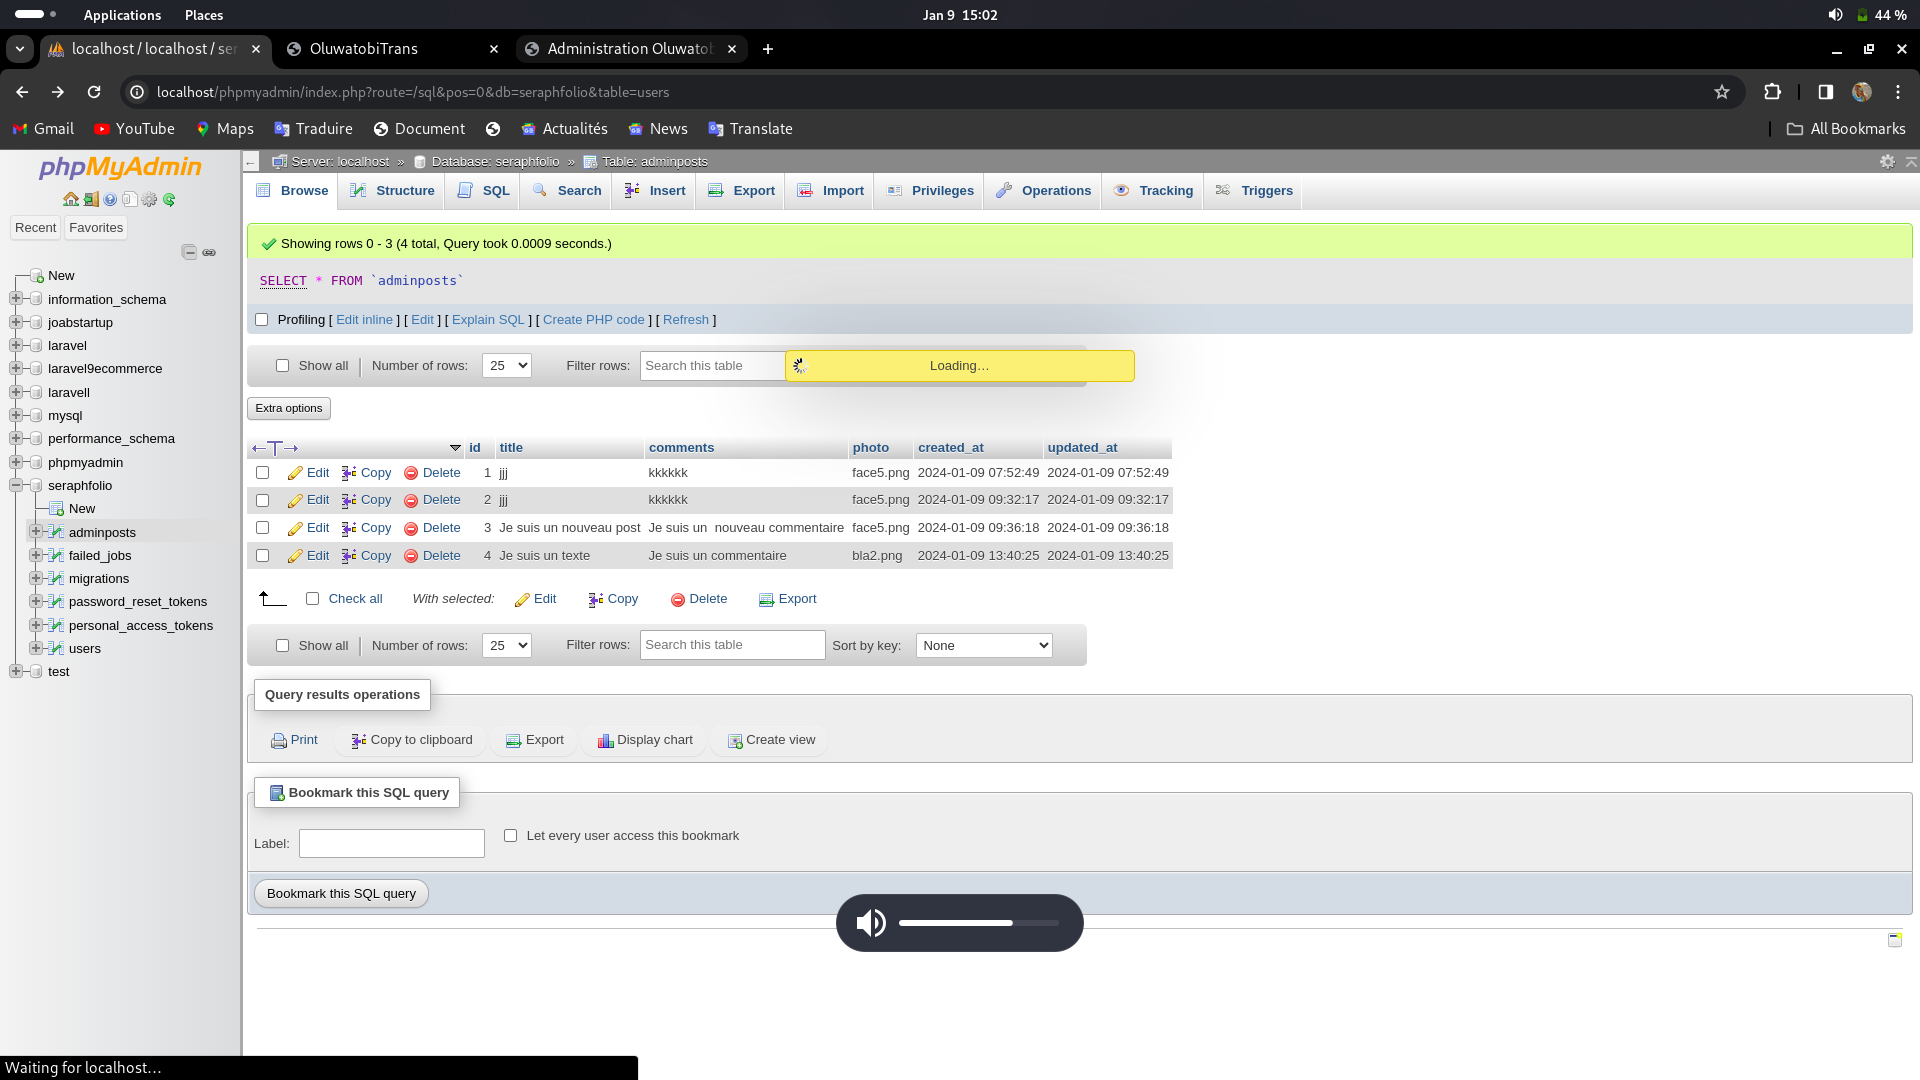 Applications Places Jan 9 15:02 44 %
localhost / localhost / ser OluwatobiTrans Administration Oluwatob
localhost/phpmyadmin/index.php?route=/sql&pos=0&db=seraphfolio&table=users
Gmail YouTube Maps Traduire Document Actualités News Translate All Bookmarks
phpMyAdmin
Recent Favorites
New
information_schema
joabstartup
laravel
laravel9ecommerce
laravell
mysql
performance_schema
phpmyadmin
seraphfolio
New
adminposts
failed_jobs
migrations
password_reset_tokens
personal_access_tokens
users
test
Server: localhost » Database: seraphfolio » Table: adminposts
Browse Structure SQL Search Insert Export Import Privileges Operations Tracking Triggers
Showing rows 0 - 3 (4 total, Query took 0.0009 seconds.)
SELECT * FROM `adminposts`
Profiling [ Edit inline ] [ Edit ] [ Explain SQL ] [ Create PHP code ] [ Refresh ]
Show all Number of rows: 25 Filter rows: Search this table Loading…
Extra options
id title comments photo created_at updated_at
Edit Copy Delete 1 jjj kkkkkk face5.png 2024-01-09 07:52:49 2024-01-09 07:52:49
Edit Copy Delete 2 jjj kkkkkk face5.png 2024-01-09 09:32:17 2024-01-09 09:32:17
Edit Copy Delete 3 Je suis un nouveau post Je suis un nouveau commentaire face5.png 2024-01-09 09:36:18 2024-01-09 09:36:18
Edit Copy Delete 4 Je suis un texte Je suis un commentaire bla2.png 2024-01-09 13:40:25 2024-01-09 13:40:25
Check all With selected: Edit Copy Delete Export
Show all Number of rows: 25 Filter rows: Search this table Sort by key: None
Query results operations
Print Copy to clipboard Export Display chart Create view
Bookmark this SQL query
Label: Let every user access this bookmark
Bookmark this SQL query
Waiting for localhost…